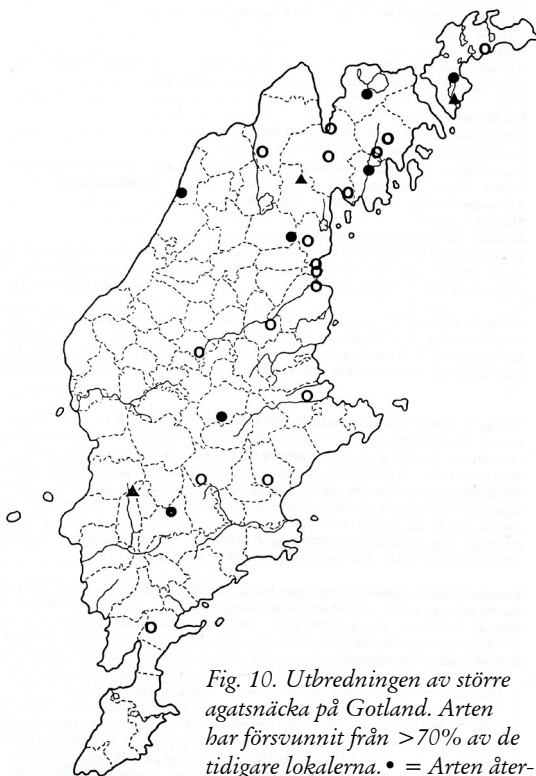 Fig. 10. Utbredningen av större
agatsnäcka på Gotland. Arten
har försvunnit från >70% av de
tidigare lokalerna. • = Arten åter-